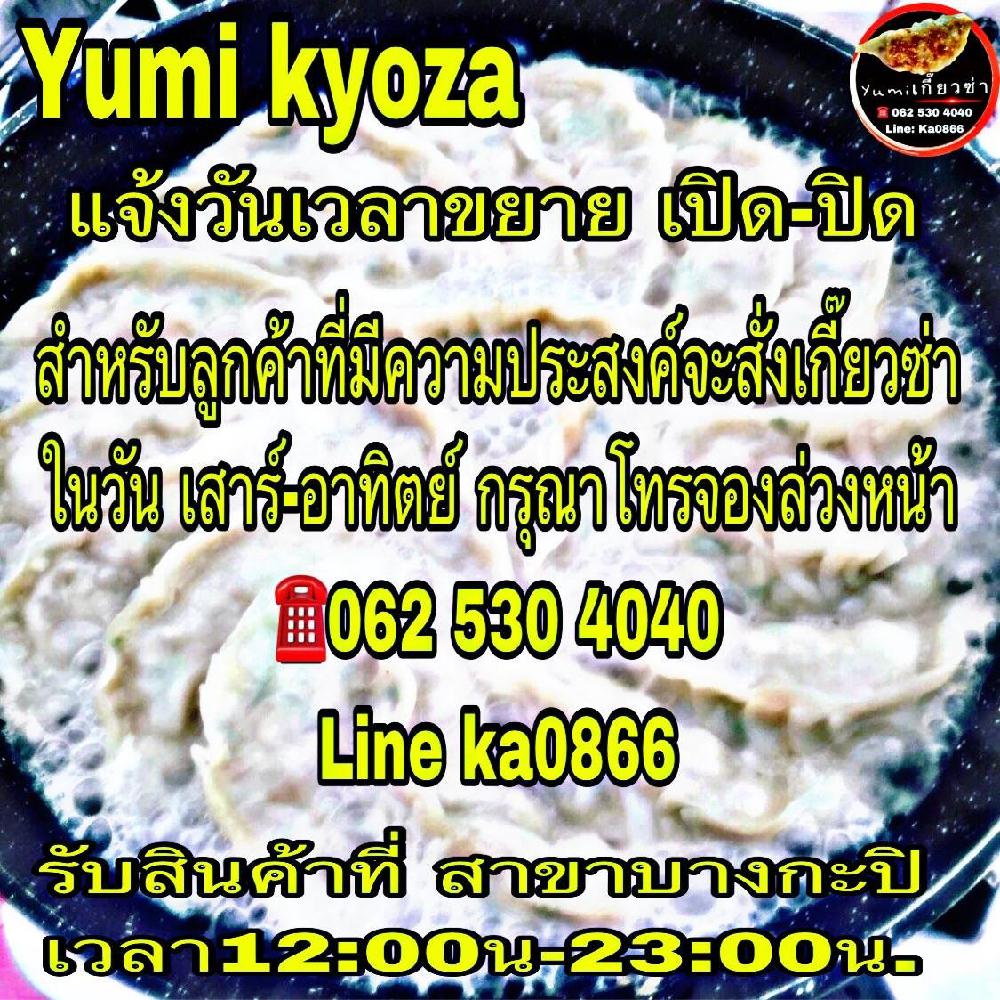 Yumi kyoza
Yumiเกี๊ยวซ่า
☎062 530 4040
Line: Ka0866
แจ้งวันเวลาขยาย เปิด-ปิด
สำหรับลูกค้าที่มีความประสงค์จะสั่งเกี๊ยวซ่า
ในวัน เสาร์-อาทิตย์ กรุณาโทรจองล่วงหน้า
☎062 530 4040
Line ka0866
รับสินค้าที่ สาขาบางกะปิ
เวลา12:00น-23:00น.